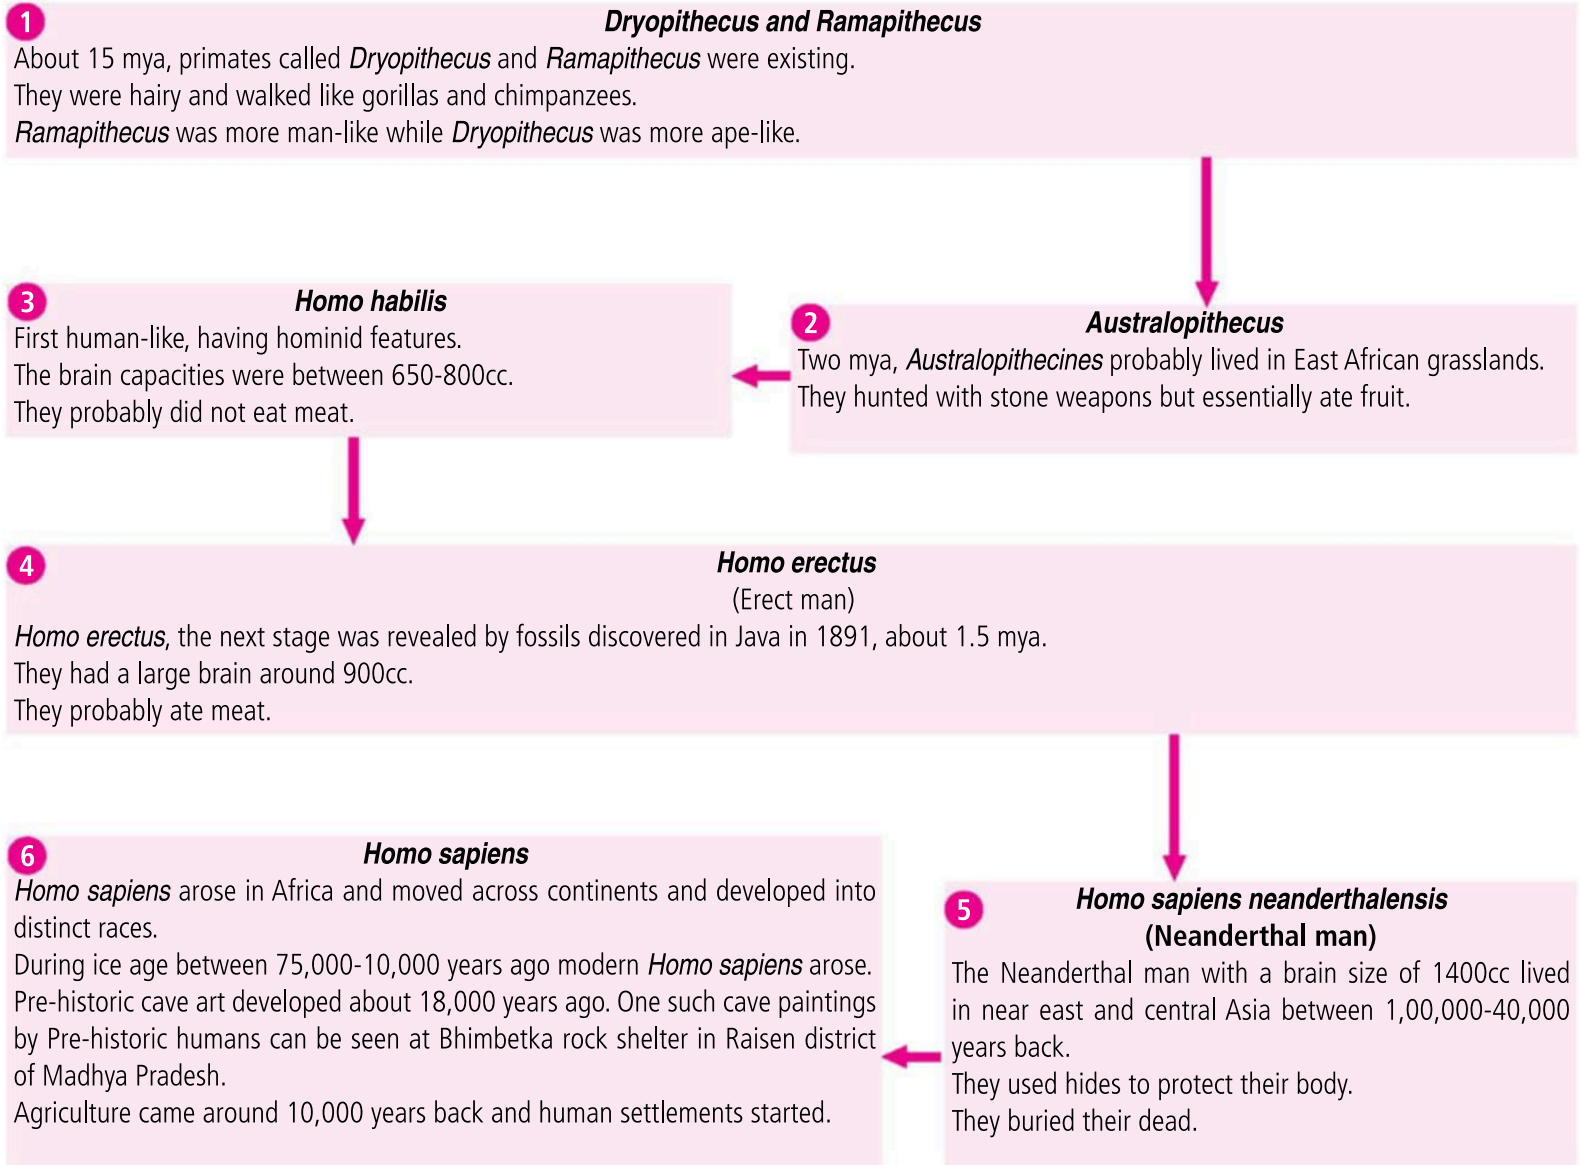 1
Dryopithecus and Ramapithecus
About 15 mya, primates called Dryopithecus and Ramapithecus were existing.
They were hairy and walked like gorillas and chimpanzees.
Ramapithecus was more man-like while Dryopithecus was more ape-like.
2
Australopithecus
Two mya, Australopithecines probably lived in East African grasslands.
They hunted with stone weapons but essentially ate fruit.
3
Homo habilis
First human-like, having hominid features.
The brain capacities were between 650-800cc.
They probably did not eat meat.
4
Homo erectus
(Erect man)
Homo erectus, the next stage was revealed by fossils discovered in Java in 1891, about 1.5 mya.
They had a large brain around 900cc.
They probably ate meat.
5
Homo sapiens neanderthalensis
(Neanderthal man)
The Neanderthal man with a brain size of 1400cc lived
in near east and central Asia between 1,00,000-40,000
years back.
They used hides to protect their body.
They buried their dead.
6
Homo sapiens
Homo sapiens arose in Africa and moved across continents and developed into
distinct races.
During ice age between 75,000-10,000 years ago modern Homo sapiens arose.
Pre-historic cave art developed about 18,000 years ago. One such cave paintings
by Pre-historic humans can be seen at Bhimbetka rock shelter in Raisen district
of Madhya Pradesh.
Agriculture came around 10,000 years back and human settlements started.